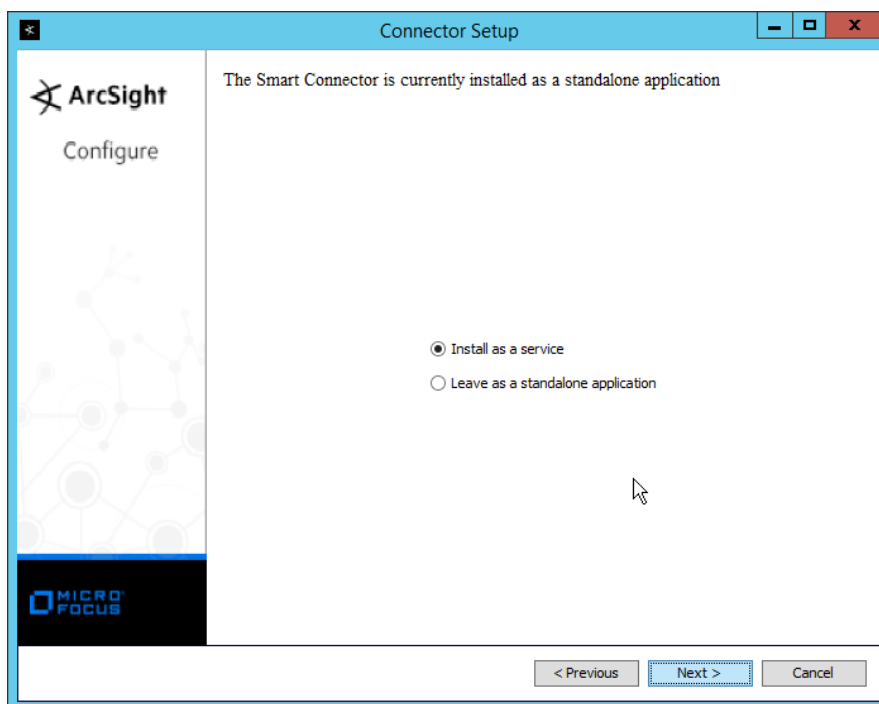 Connector Setup
ArcSight
Configure
The Smart Connector is currently installed as a standalone application
Install as a service
Leave as a standalone application
MICRO
FOCUS
< Previous
Next >
Cancel